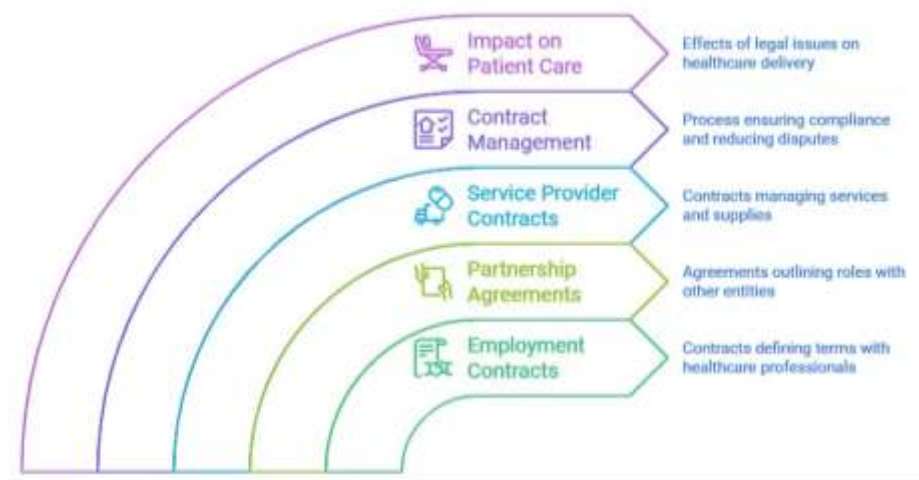 Impact on
Patient Care
Effects of legal issues on
healthcare delivery
Contract
Management
Process ensuring compliance
and reducing disputes
Service Provider
Contracts
Contracts managing services
and supplies
Partnership
Agreements
Agreements outlining roles with
other entities
Employment
Contracts
Contracts defining terms with
healthcare professionals